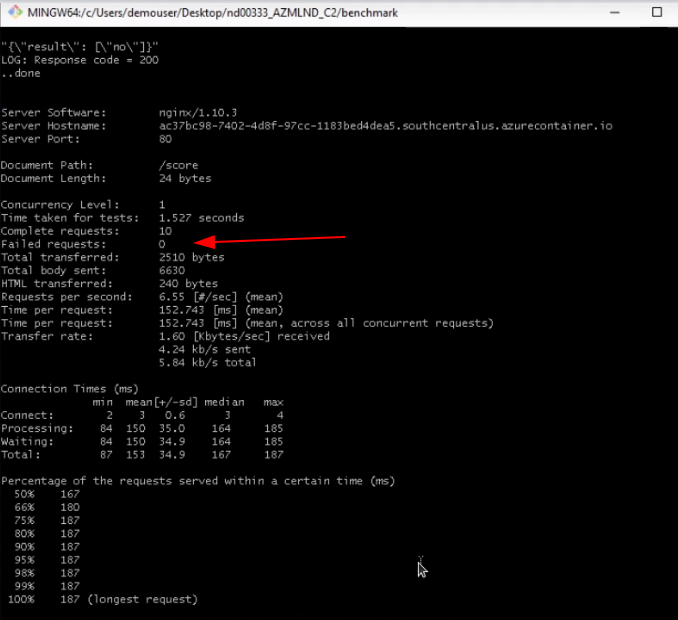 MINGW64:/c/Users/demouser/Desktop/nd00333_AZMLND_C2/benchmark
"{\"result\": [\"no\"]}"
LOG: Response code = 200
..done
Server Software: nginx/1.10.3
Server Hostname: ac37bc98-7402-4d8f-97cc-1183bed4dea5.southcentralus.azurecontainer.io
Server Port: 80
Document Path: /score
Document Length: 24 bytes
Concurrency Level: 1
Time taken for tests: 1.527 seconds
Complete requests: 10
Failed requests: 0
Total transferred: 2510 bytes
Total body sent: 6630
HTML transferred: 240 bytes
Requests per second: 6.55 [#/sec] (mean)
Time per request: 152.743 [ms] (mean)
Time per request: 152.743 [ms] (mean, across all concurrent requests)
Transfer rate: 1.60 [Kbytes/sec] received
4.24 kb/s sent
5.84 kb/s total
Connection Times (ms)
min mean[+/-sd] median max
Connect: 2 3 0.6 3 4
Processing: 84 150 35.0 164 185
Waiting: 84 150 34.9 164 185
Total: 87 153 34.9 167 187
Percentage of the requests served within a certain time (ms)
50% 167
66% 180
75% 187
80% 187
90% 187
95% 187
98% 187
99% 187
100% 187 (longest request)